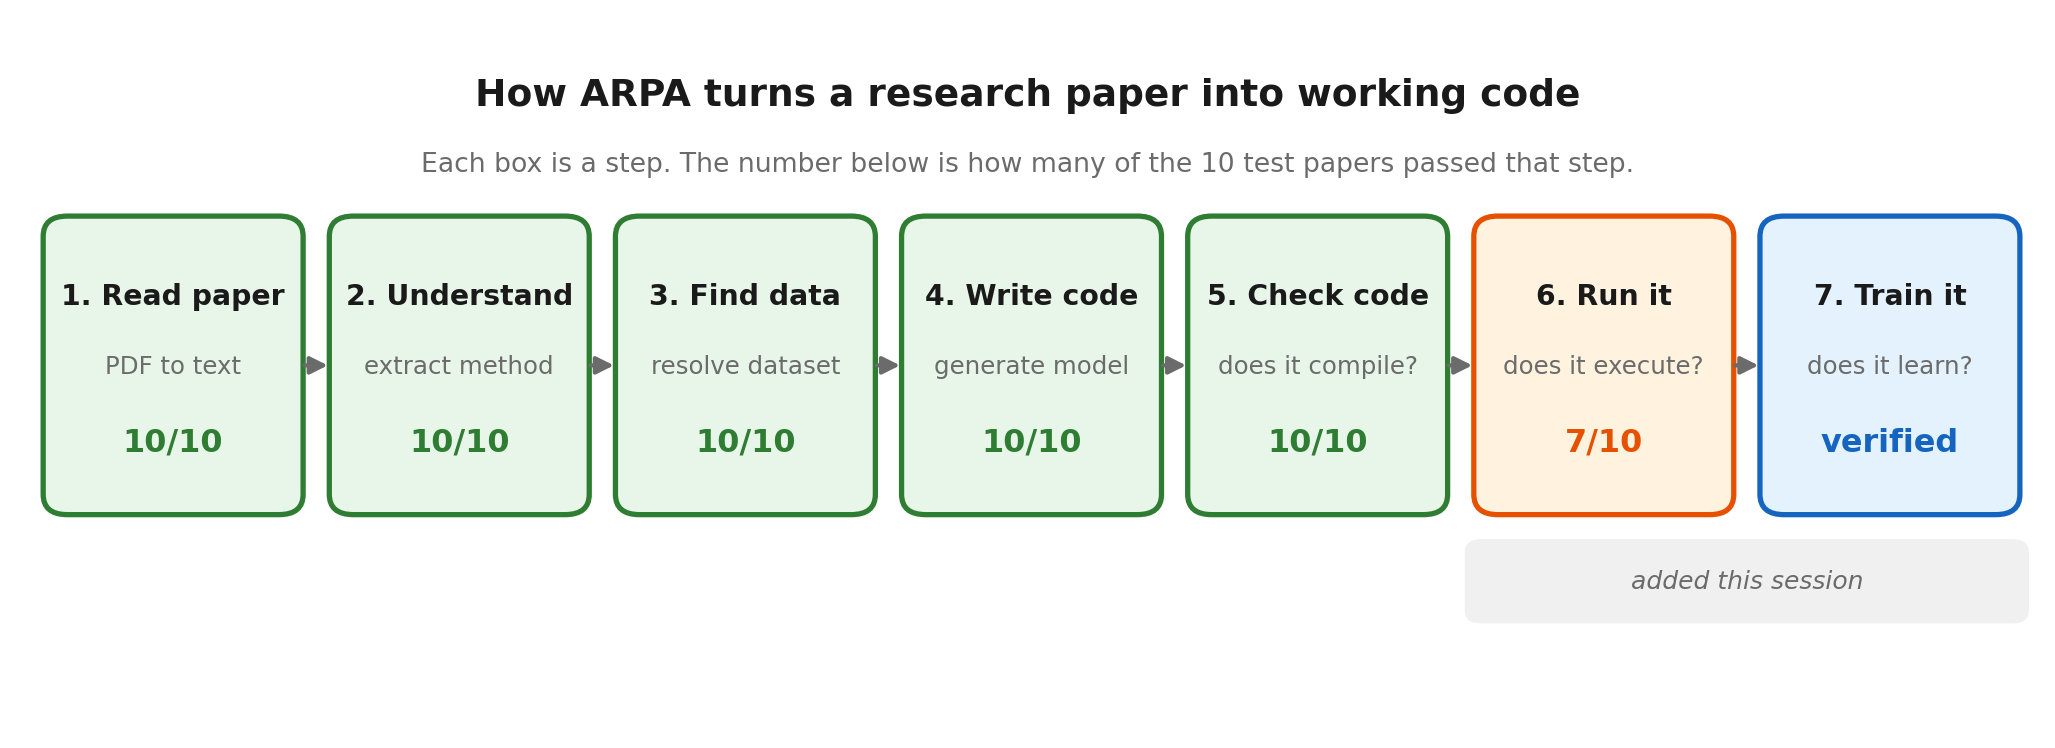 How ARPA turns a research paper into working code
Each box is a step. The number below is how many of the 10 test papers passed that step.
1. Read paper
PDF to text
10/10
2. Understand
extract method
10/10
3. Find data
resolve dataset
10/10
4. Write code
generate model
10/10
5. Check code
does it compile?
10/10
6. Run it
does it execute?
7/10
7. Train it
does it learn?
verified
added this session